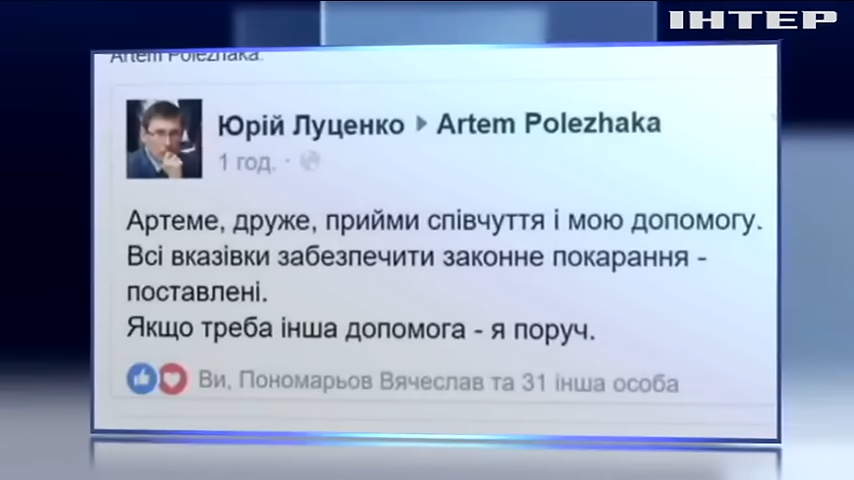 ІНТЕР
Artem Polezhaka
Юрій Луценко ▸ Artem Polezhaka
1 год. ·
Артеме, друже, прийми співчуття і мою допомогу.
Всі вказівки забезпечити законне покарання -
поставлені.
Якщо треба інша допомога - я поруч.
Ви, Пономарьов Вячеслав та 31 інша особа